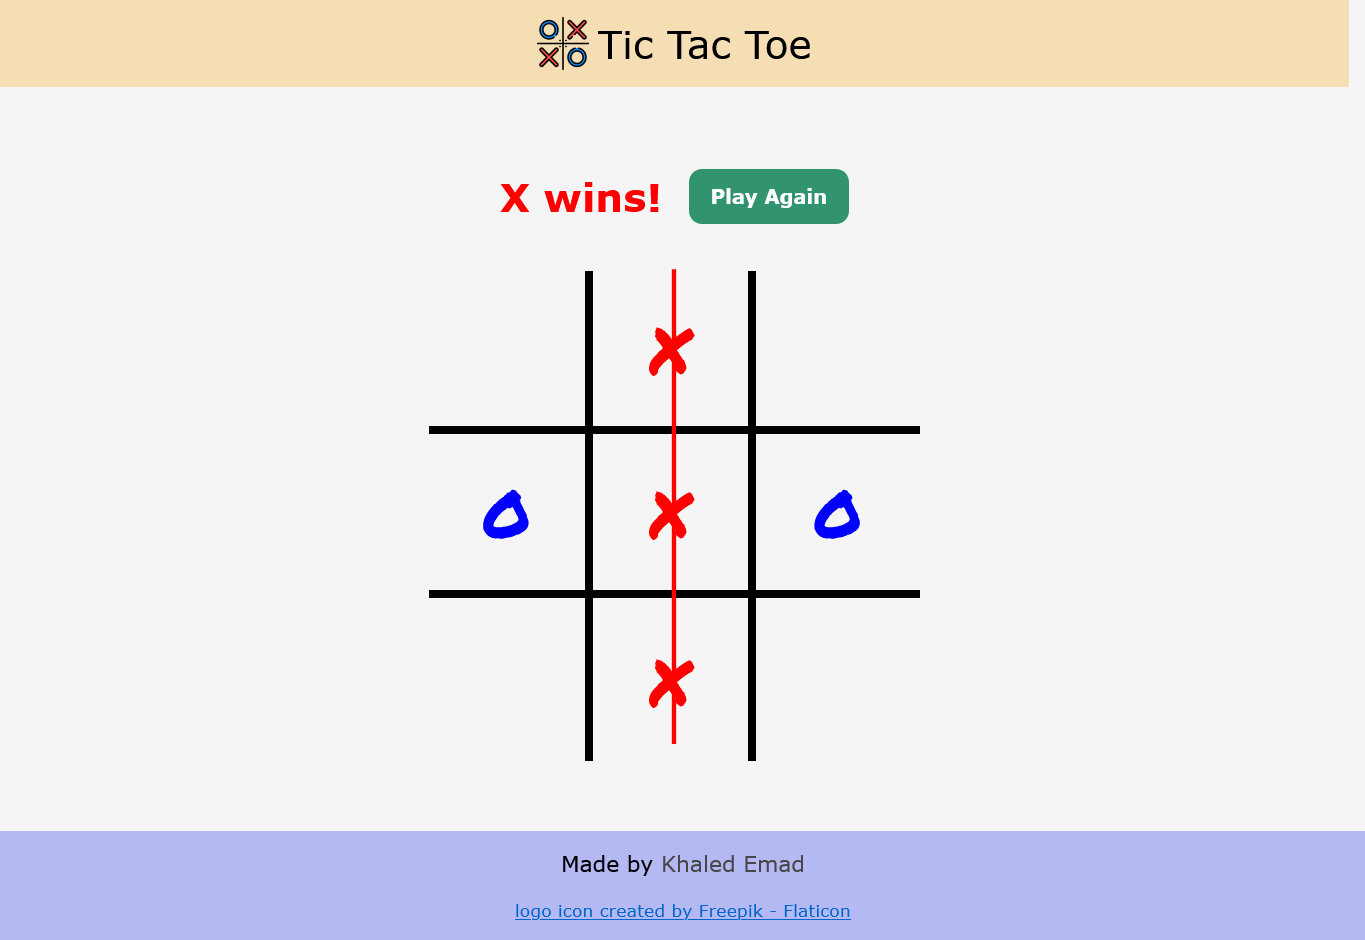 Tic Tac Toe
X wins!
Play Again
X
O X O
X
Made by Khaled Emad
logo icon created by Freepik - Flaticon